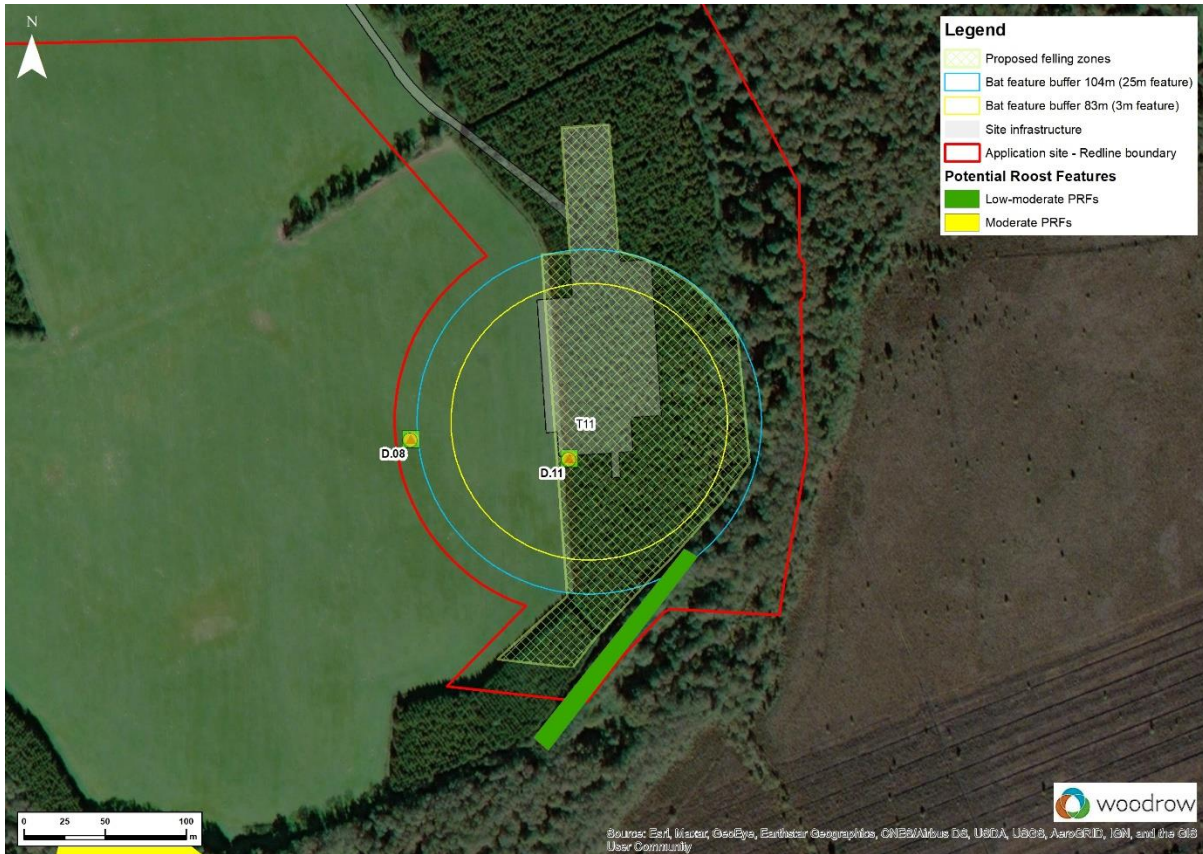 N
Legend
Proposed felling zones
Bat feature buffer 104m (25m feature)
Bat feature buffer 83m (3m feature)
Site infrastructure
Application site - Redline boundary
Potential Roost Features
Low-moderate PRFs
Moderate PRFs
T11
D.08
D.11
0 25 50 100
m
woodrow
Source: Esri, Maxar, GeoEye, Earthstar Geographics, CNES/Airbus DS, USDA, USGS, AeroGRID, IGN, and the GIS
User Community